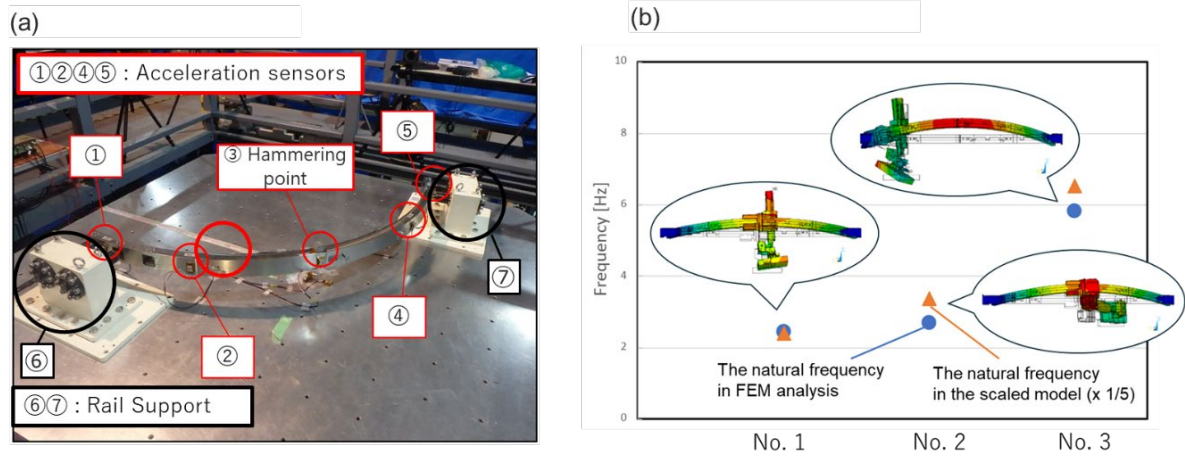 (a)
①②④⑤ : Acceleration sensors
①
③ Hammering
point
⑤
⑦
④
②
⑥
⑥⑦ : Rail Support
(b)
Frequency [Hz]
10
8
6
4
2
0
The natural frequency
in FEM analysis
The natural frequency
in the scaled model (x 1/5)
No. 1
No. 2
No. 3